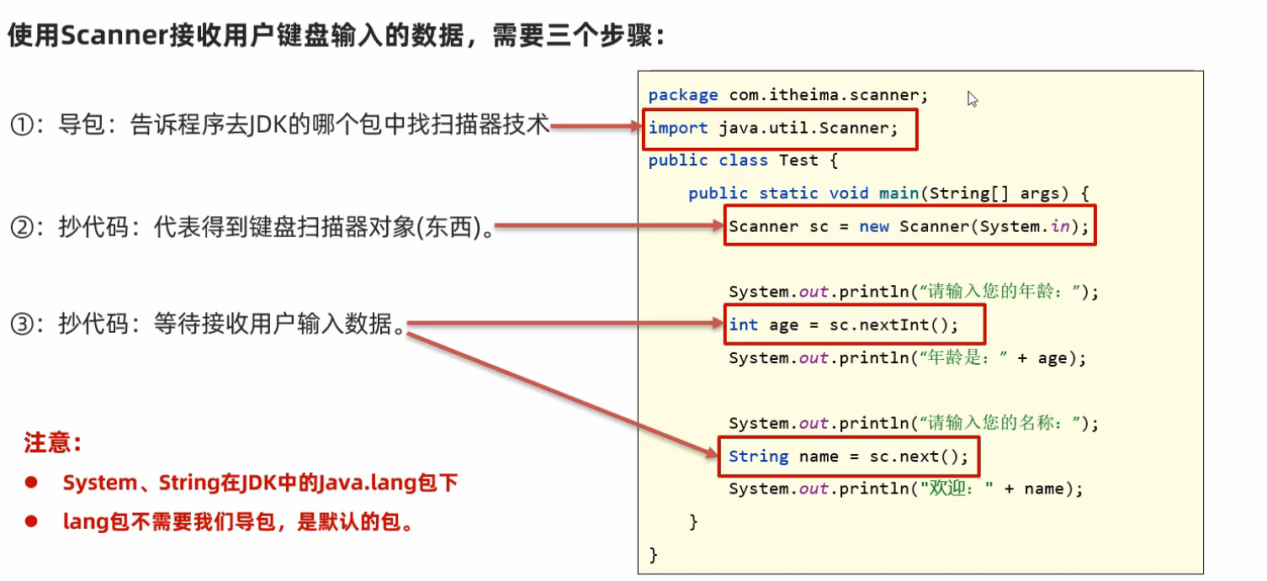 使用Scanner接收用户键盘输入的数据，需要三个步骤：
①：导包：告诉程序去JDK的哪个包中找扫描器技术
②：抄代码：代表得到键盘扫描器对象(东西)。
③：抄代码：等待接收用户输入数据。
注意：
System、String在JDK中的Java.lang包下
lang包不需要我们导包，是默认的包。
package com.itheima.scanner;
import java.util.Scanner;
public class Test {
public static void main(String[] args) {
Scanner sc = new Scanner(System.in);
System.out.println(“请输入您的年龄：”);
int age = sc.nextInt();
System.out.println(“年龄是：” + age);
System.out.println(“请输入您的名称：”);
String name = sc.next();
System.out.println("欢迎：" + name);
}
}